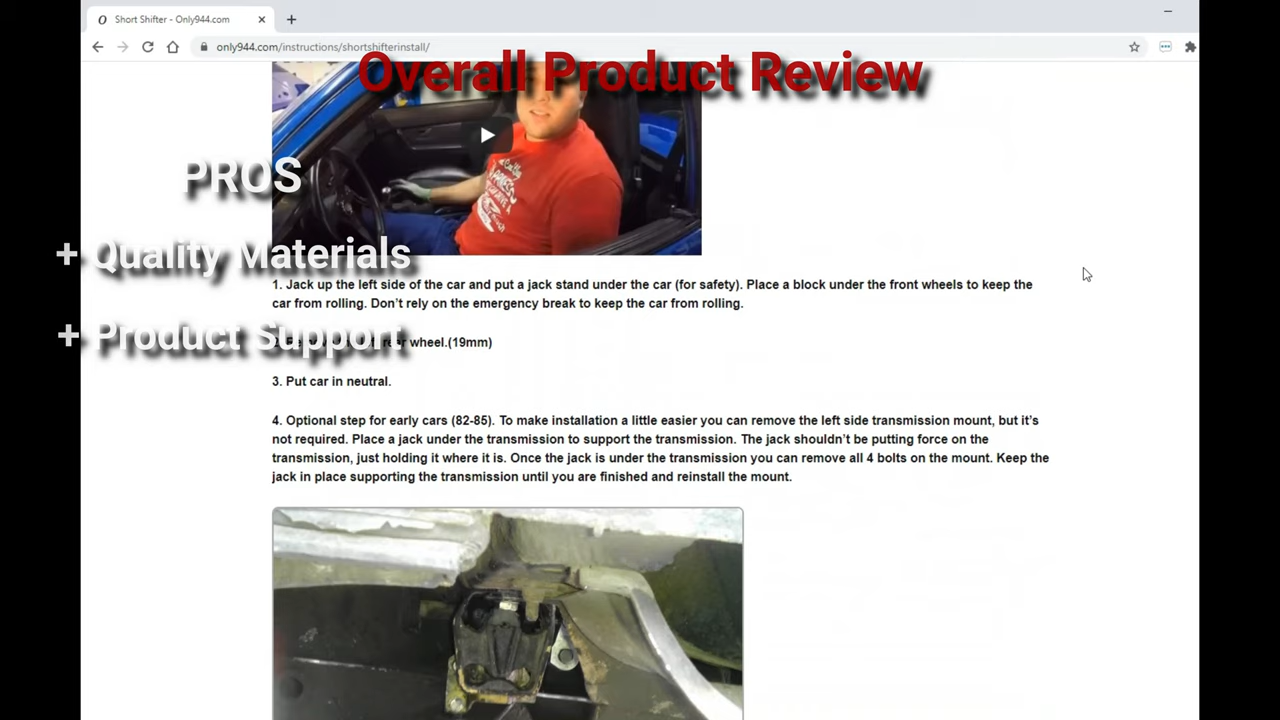 Short Shifter - Only944.com
only944.com/instructions/shortshifterinstall/
Overall Product Review
PROS
+ Quality Materials
+ Product Support
1. Jack up the left side of the car and put a jack stand under the car (for safety). Place a block under the front wheels to keep the
car from rolling. Don't rely on the emergency break to keep the car from rolling.
rear wheel.(19mm)
3. Put car in neutral.
4. Optional step for early cars (82-85). To make installation a little easier you can remove the left side transmission mount, but it's
not required. Place a jack under the transmission to support the transmission. The jack shouldn't be putting force on the
transmission, just holding it where it is. Once the jack is under the transmission you can remove all 4 bolts on the mount. Keep the
jack in place supporting the transmission until you are finished and reinstall the mount.